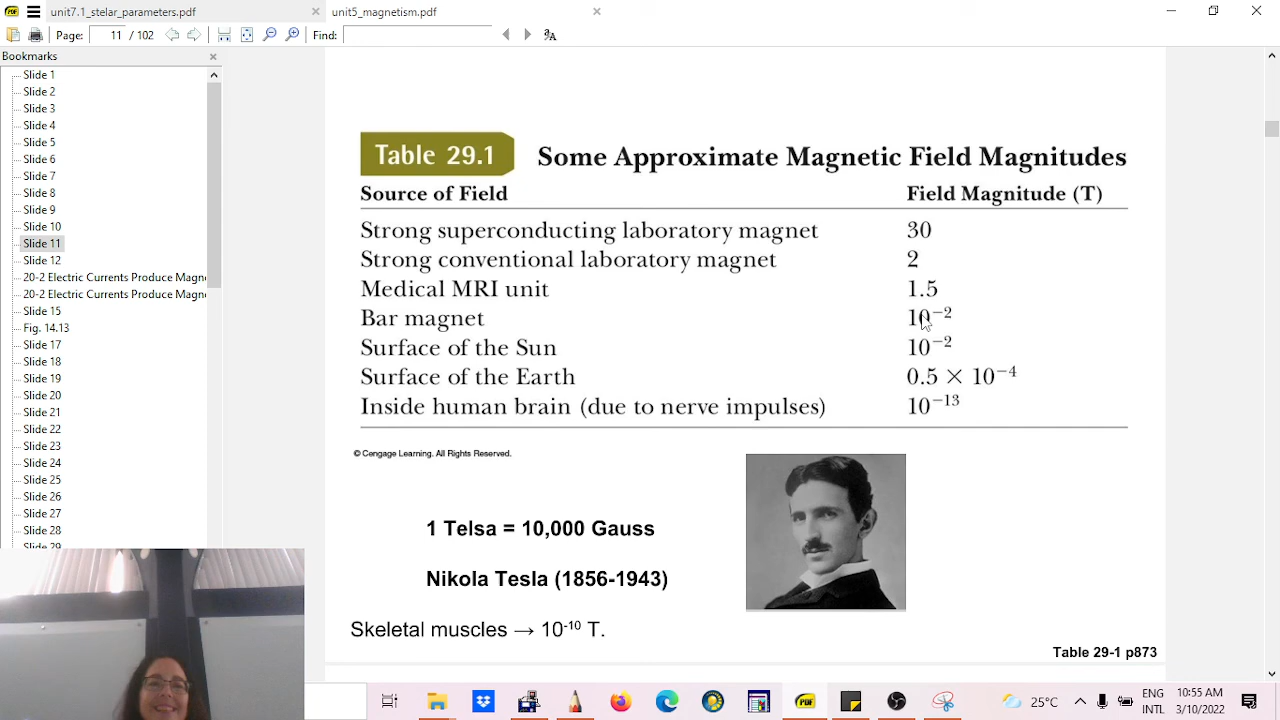 unit7.1_stelar_parameters.pdf
unit5_magnetism.pdf
Page: 11 / 102
Find:
Bookmarks
Slide 1
Slide 2
Slide 3
Slide 4
Slide 5
Slide 6
Slide 7
Slide 8
Slide 9
Slide 10
Slide 11
Slide 12
20-2 Electric Currents Produce Magn
20-2 Electric Currents Produce Magn
Slide 15
Fig. 14.13
Slide 17
Slide 18
Slide 19
Slide 20
Slide 21
Slide 22
Slide 23
Slide 24
Slide 25
Slide 26
Slide 27
Slide 28
Slide 29
Table 29.1 Some Approximate Magnetic Field Magnitudes
Source of Field Field Magnitude (T)
Strong superconducting laboratory magnet 30
Strong conventional laboratory magnet 2
Medical MRI unit 1.5
Bar magnet 10⁻²
Surface of the Sun 10⁻²
Surface of the Earth 0.5 × 10⁻⁴
Inside human brain (due to nerve impulses) 10⁻¹³
© Cengage Learning. All Rights Reserved.
1 Telsa = 10,000 Gauss
Nikola Tesla (1856-1943)
Skeletal muscles → 10⁻¹⁰ T.
Table 29-1 p873
25°C
ENG
INTL
10:55 AM
3/10/2022